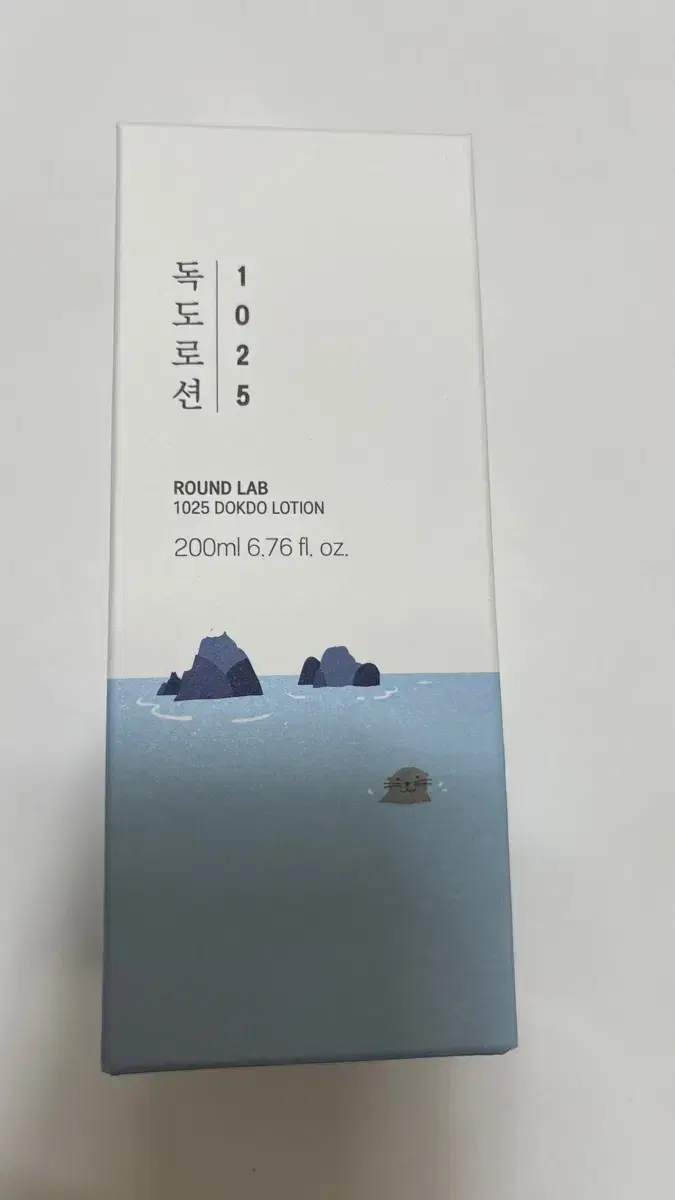 독도로션
1025
ROUND LAB
1025 DOKDO LOTION
200ml 6.76 fl. oz.